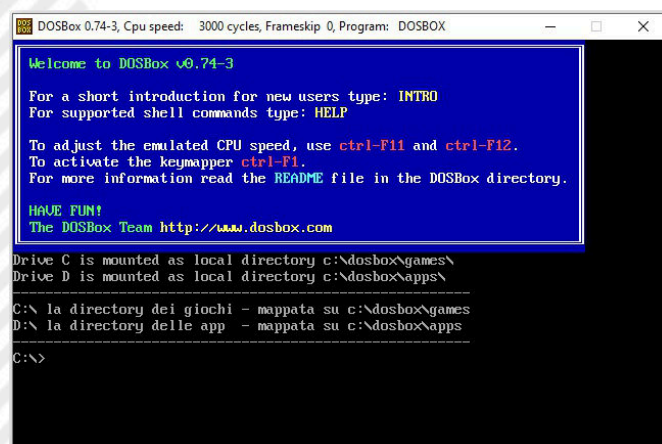 DOSBox 0.74-3, Cpu speed: 3000 cycles, Frameskip 0, Program: DOSBOX
Welcome to DOSBox v0.74-3
For a short introduction for new users type: INTRO
For supported shell commands type: HELP
To adjust the emulated CPU speed, use ctrl-F11 and ctrl-F12.
To activate the keymapper ctrl-F1.
For more information read the README file in the DOSBox directory.
HAVE FUN!
The DOSBox Team http://www.dosbox.com
Drive C is mounted as local directory c:\dosbox\games\
Drive D is mounted as local directory c:\dosbox\apps\
C:\ la directory dei giochi - mappata su c:\dosbox\games
D:\ la directory delle app - mappata su c:\dosbox\apps
C:\>